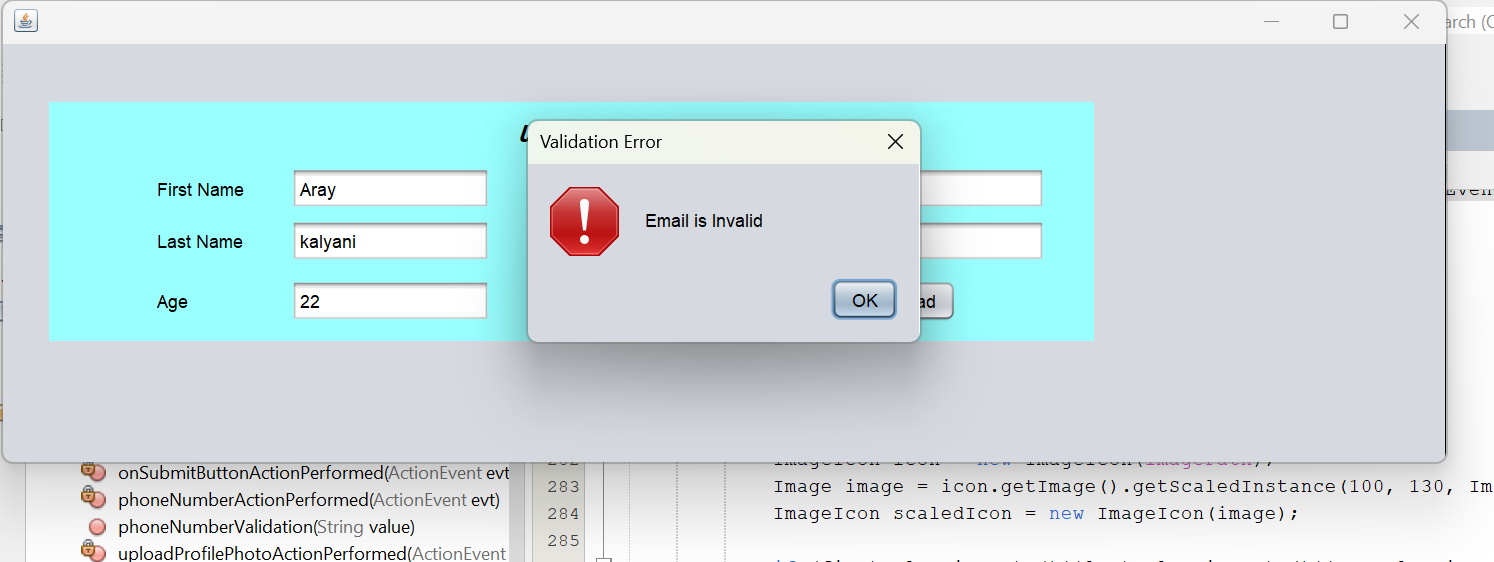 arch (C
Validation Error
First Name
Aray
Email is Invalid
Last Name
kalyani
Age
22
OK
ad
onSubmitButtonActionPerformed(ActionEvent evt
283
Image image = icon.getImage().getScaledInstance(100, 130, Im
phoneNumberActionPerformed(ActionEvent evt)
284
ImageIcon scaledIcon = new ImageIcon(image);
phoneNumberValidation(String value)
285
uploadProfilePhotoActionPerformed(ActionEvent